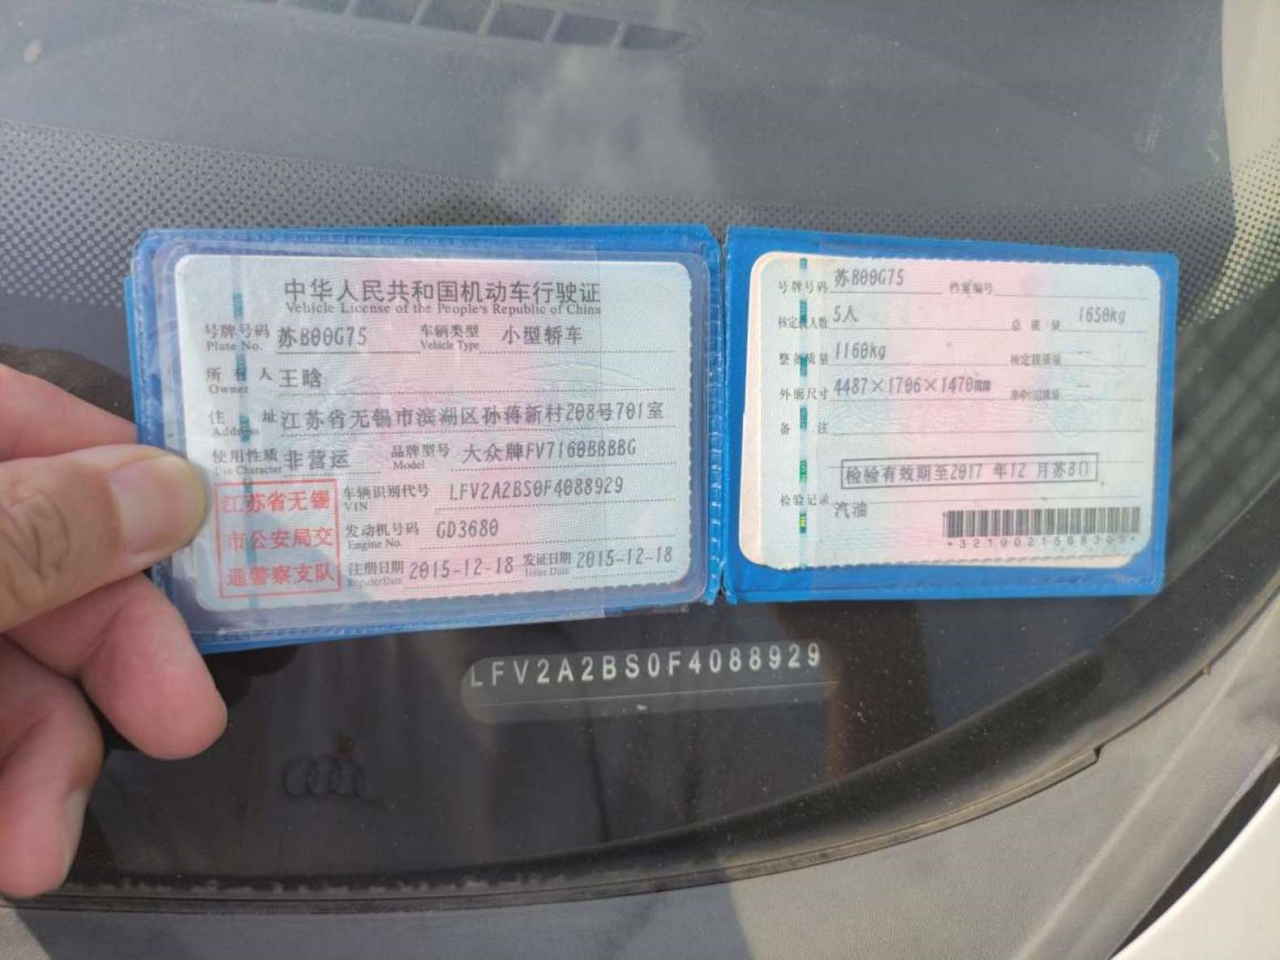 中华人民共和国机动车行驶证
Vehicle License of the People's Republic of China
号牌号码 苏B00G75 车辆类型 小型轿车
Plate No. Vehicle Type
所有人 王晗
Owner
住址 江苏省无锡市滨湖区孙蒋新村208号701室
Address
使用性质 非营运 品牌型号 大众牌FV7160BBBBG
Use Character Model
江苏省无锡
市公安局交
通警察支队
车辆识别代号 LFV2A2BS0F4088929
VIN
发动机号码 GD3680
Engine No.
注册日期 2015-12-18 发证日期 2015-12-18
Register Date Issue Date
号牌号码 苏B00G75 档案编号
核定载人数 5人 总质量 1650kg
整备质量 1160kg 核定载质量
外廓尺寸 4487×1706×1470
备注
检验有效期至2017 年12 月苏B
检验记录
汽油
LFV2A2BS0F4088929